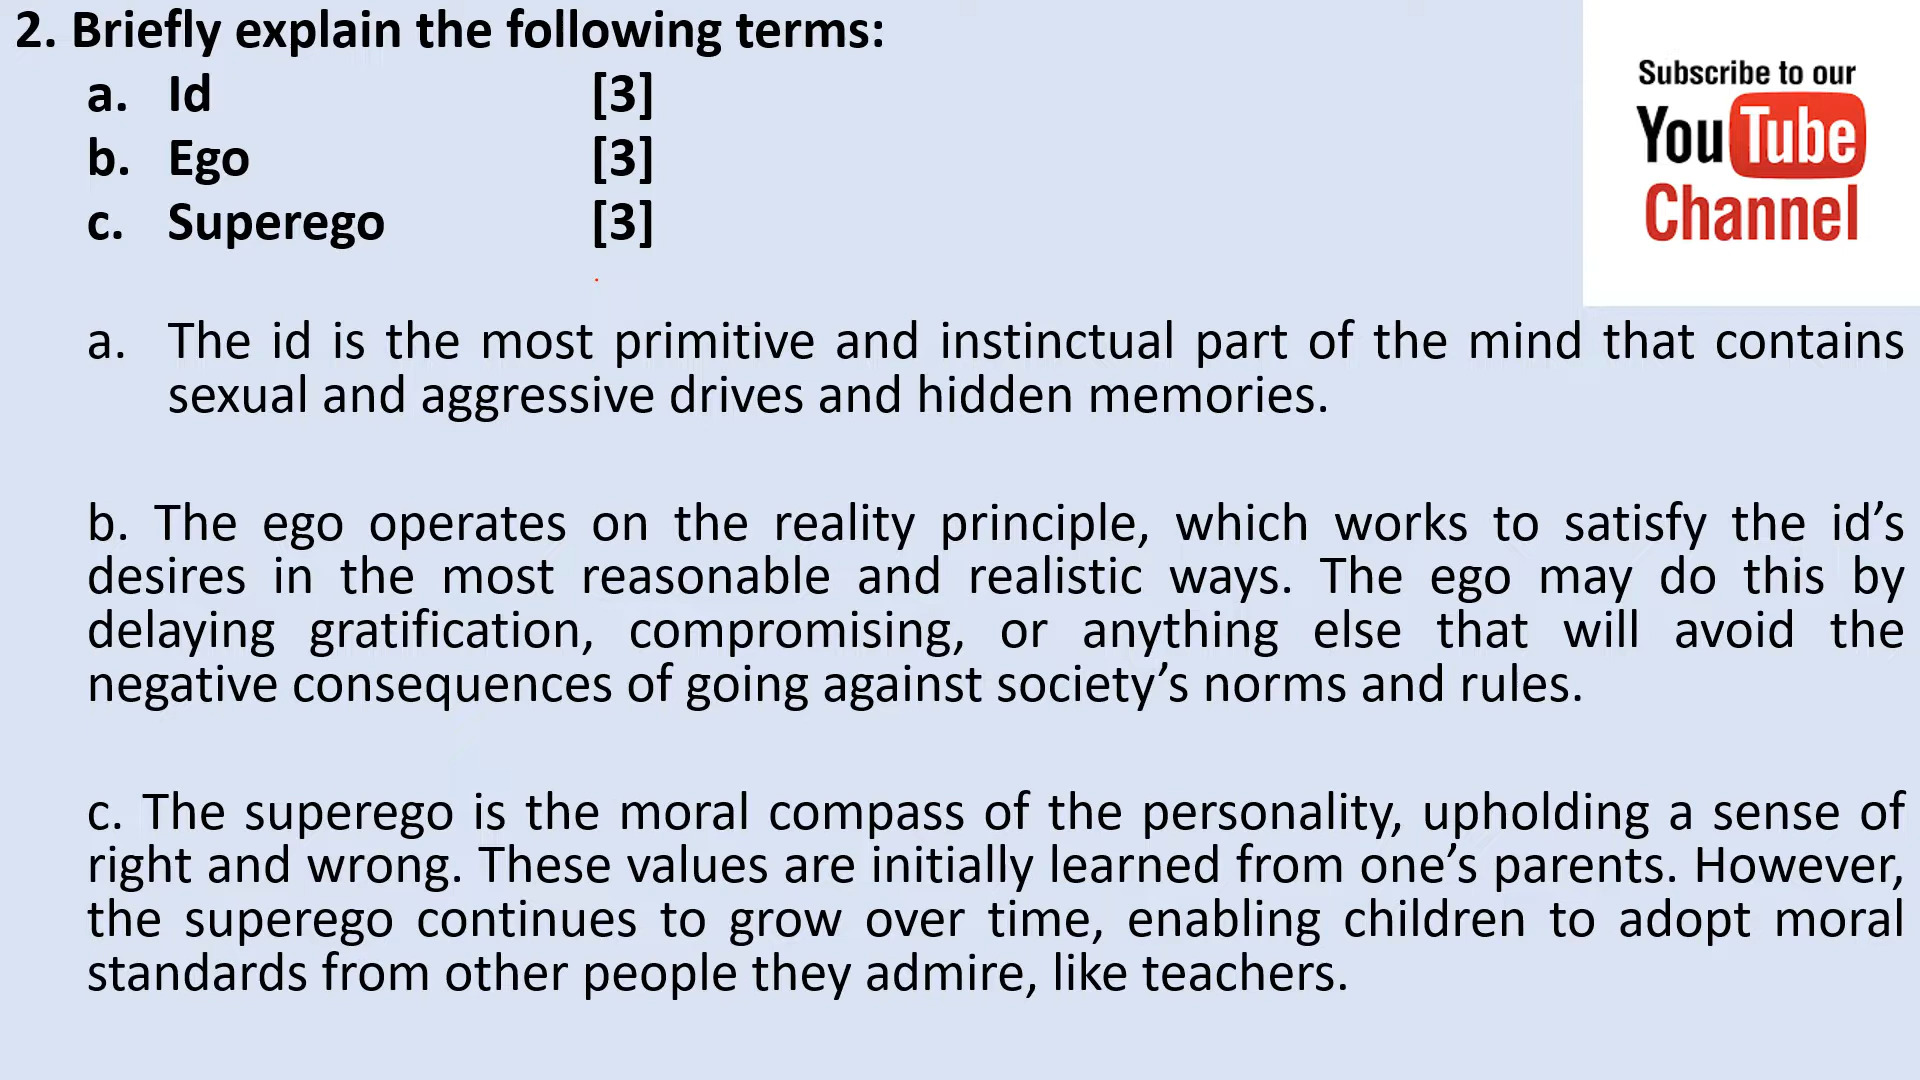 2. Briefly explain the following terms:
a. Id [3]
b. Ego [3]
c. Superego [3]
Subscribe to our
YouTube
Channel
a. The id is the most primitive and instinctual part of the mind that contains
sexual and aggressive drives and hidden memories.
b. The ego operates on the reality principle, which works to satisfy the id’s
desires in the most reasonable and realistic ways. The ego may do this by
delaying gratification, compromising, or anything else that will avoid the
negative consequences of going against society’s norms and rules.
c. The superego is the moral compass of the personality, upholding a sense of
right and wrong. These values are initially learned from one’s parents. However,
the superego continues to grow over time, enabling children to adopt moral
standards from other people they admire, like teachers.